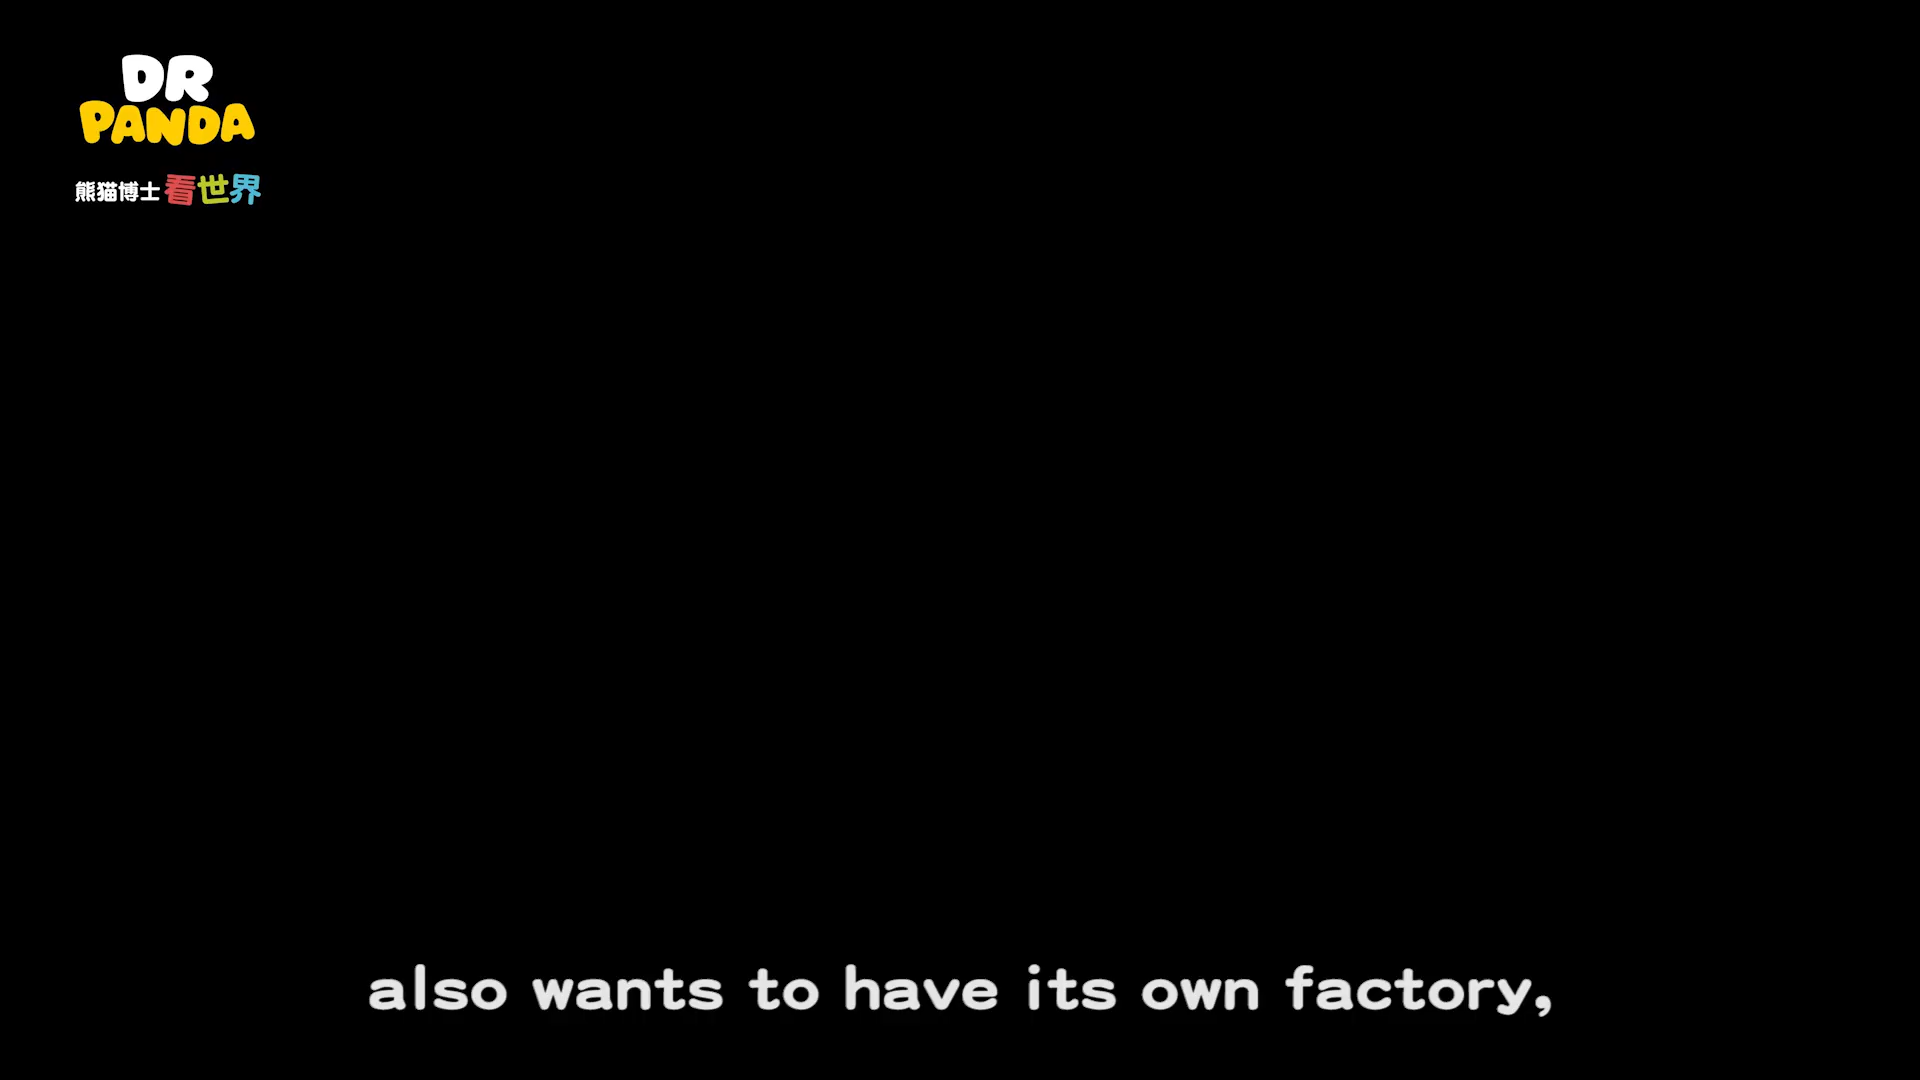 DR
PANDA
熊猫博士看世界
also wants to have its own factory,